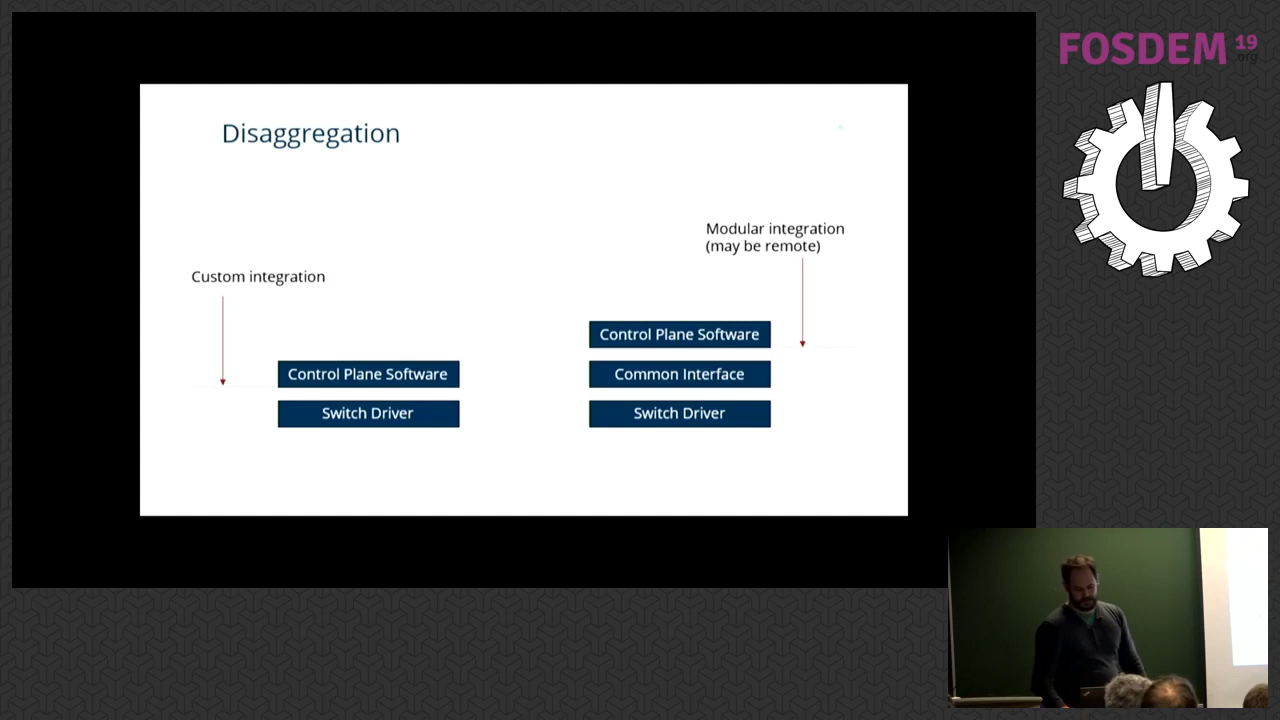 Disaggregation
Modular integration
(may be remote)
Custom integration
Control Plane Software
Control Plane Software
Common Interface
Switch Driver
Switch Driver
FOSDEM 19
.org